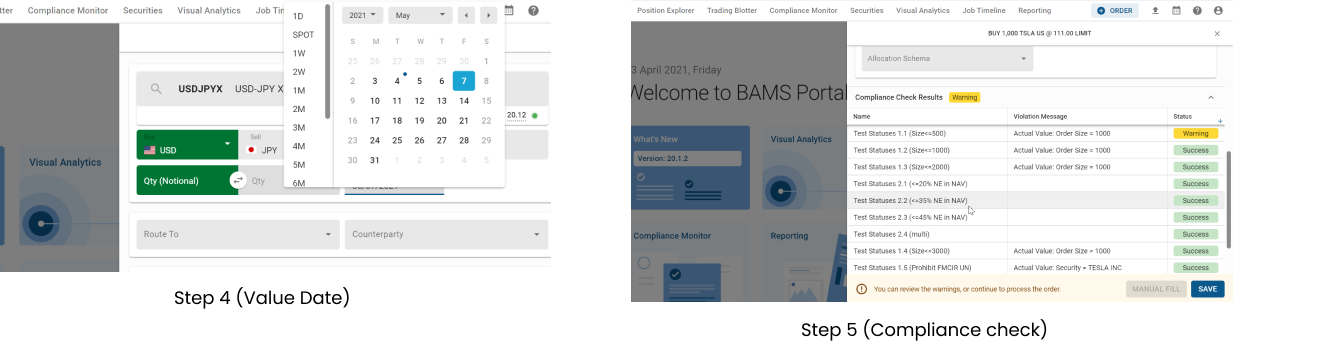 tter Compliance Monitor Securities Visual Analytics Job Tim
1D
SPOT
1W
2W
1M
2M
3M
4M
5M
6M
2021 May
S M T W T F S
25 26 27 28 29 30 1
2 3 4 5 6 7 8
9 10 11 12 13 14 15
16 17 18 19 20 21 22
23 24 25 26 27 28 29
30 31 1 2 3 4 5
USDJPYX USD-JPY X
20.12
USD
Sell
JPY
Qty (Notional) Qty
Visual Analytics
Route To Counterparty
Step 4 (Value Date)
Position Explorer Trading Blotter Compliance Monitor Securities Visual Analytics Job Timeline Reporting ORDER
BUY 1,000 TSLA US @ 111.00 LIMIT
3 April 2021, Friday
Welcome to BAMS Portal
What's New
Version: 20.1.2
Visual Analytics
Compliance Monitor
Reporting
Allocation Schema
Compliance Check Results Warning
Name Violation Message Status
Test Statuses 1.1 (Size<=500) Actual Value: Order Size = 1000 Warning
Test Statuses 1.2 (Size<=1000) Actual Value: Order Size = 1000 Success
Test Statuses 1.3 (Size<=2000) Actual Value: Order Size = 1000 Success
Test Statuses 2.1 (<=20% NE in NAV) Success
Test Statuses 2.2 (<=35% NE in NAV) Success
Test Statuses 2.3 (<=45% NE in NAV) Success
Test Statuses 2.4 (multi) Success
Test Statuses 1.4 (Size<=3000) Actual Value: Order Size = 1000 Success
Test Statuses 1.5 (Prohibit FMCIR UN) Actual Value: Security = TESLA INC Success
You can review the warnings, or continue to process the order. MANUAL FILL SAVE
Step 5 (Compliance check)